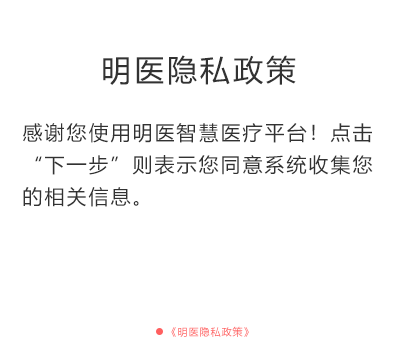 明医隐私政策
感谢您使用明医智慧医疗平台！点击
“下一步”则表示您同意系统收集您
的相关信息。
《明医隐私政策》